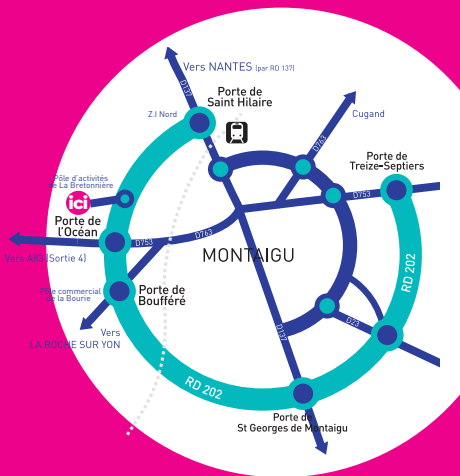 Vers NANTES (par RD 137)
D137
Porte de
Saint Hilaire
Z.I Nord
D763
Cugand
Porte de
Treize-Septiers
D753
Pôle d'activités
de La Bretonnière
ici
Porte de
l'Océan
D753
D763
MONTAIGU
Vers A83 (Sortie 4)
RD 202
Pôle commercial
de la Bourie
Porte de
Boufféré
D23
Vers
LA ROCHE SUR YON
D137
RD 202
Porte de
St Georges de Montaigu